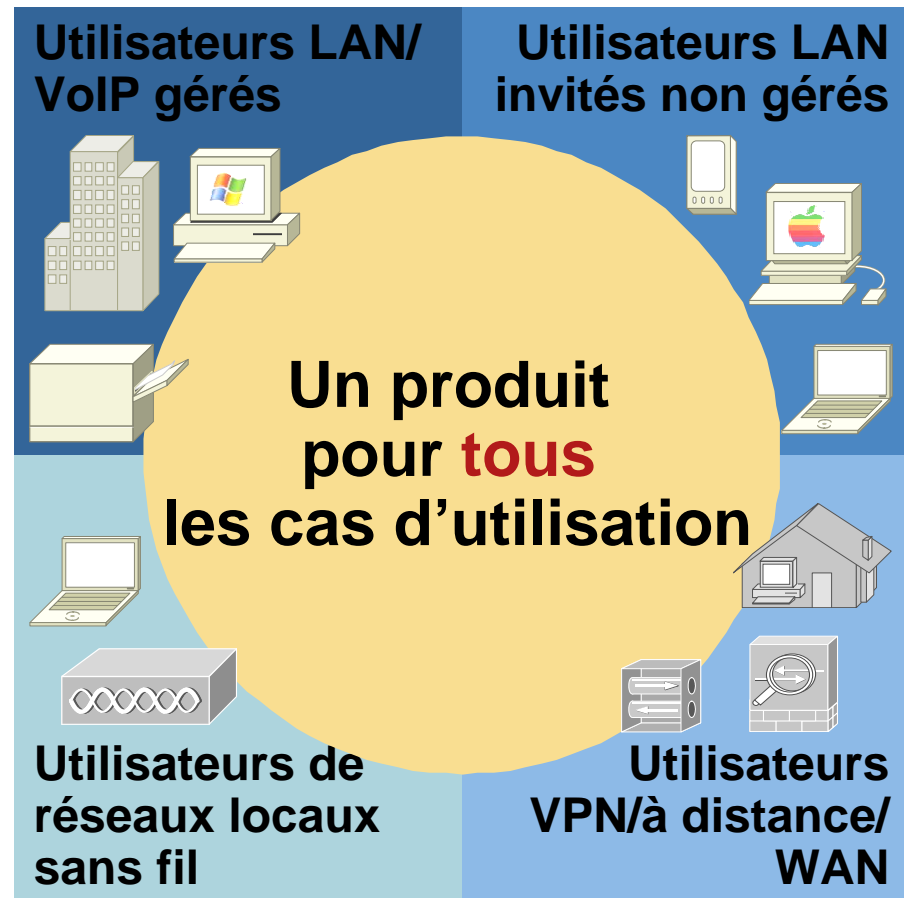 Utilisateurs LAN/
VoIP gérés
Utilisateurs LAN
invités non gérés
Un produit
pour tous
les cas d’utilisation
Utilisateurs de
réseaux locaux
sans fil
Utilisateurs
VPN/à distance/
WAN